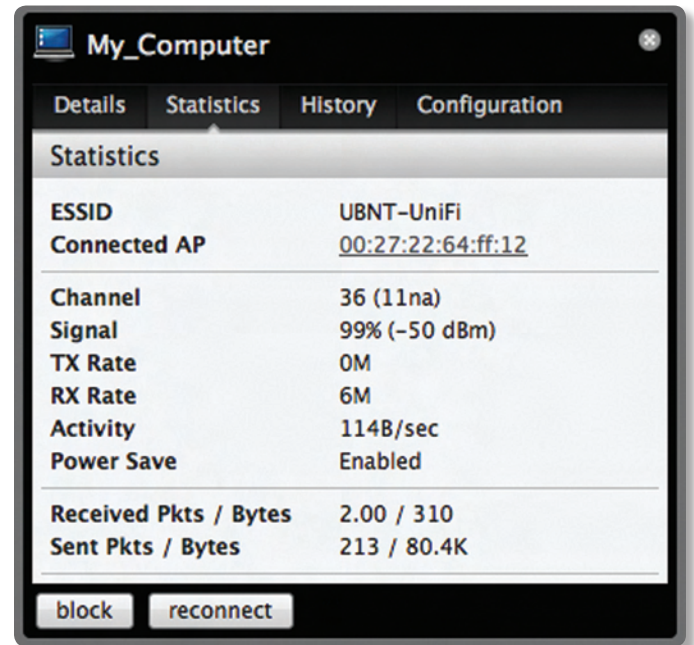 My_Computer
Details Statistics History Configuration
Statistics
ESSID UBNT-UniFi
Connected AP 00:27:22:64:ff:12
Channel 36 (11na)
Signal 99% (-50 dBm)
TX Rate 0M
RX Rate 6M
Activity 114B/sec
Power Save Enabled
Received Pkts / Bytes 2.00 / 310
Sent Pkts / Bytes 213 / 80.4K
block reconnect